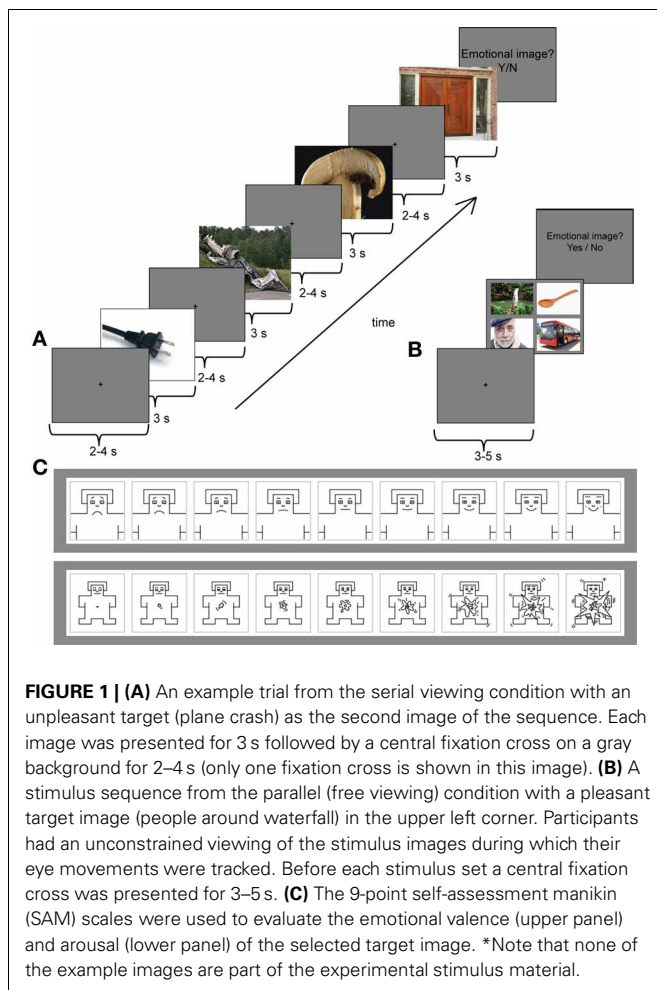 Emotional image?
Y/N
3 s
2-4 s
3 s
2-4 s
3 s
2-4 s
3 s
2-4 s
A
time
Emotional image?
Yes / No
B
3-5 s
C
FIGURE 1 | (A) An example trial from the serial viewing condition with an
unpleasant target (plane crash) as the second image of the sequence. Each
image was presented for 3 s followed by a central fixation cross on a gray
background for 2–4 s (only one fixation cross is shown in this image). (B) A
stimulus sequence from the parallel (free viewing) condition with a pleasant
target image (people around waterfall) in the upper left corner. Participants
had an unconstrained viewing of the stimulus images during which their
eye movements were tracked. Before each stimulus set a central fixation
cross was presented for 3–5 s. (C) The 9-point self-assessment manikin
(SAM) scales were used to evaluate the emotional valence (upper panel)
and arousal (lower panel) of the selected target image. *Note that none of
the example images are part of the experimental stimulus material.